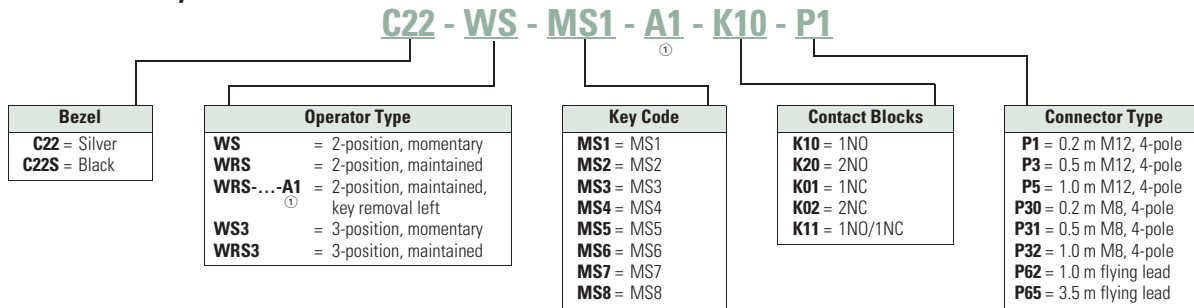 C22 - WS - MS1 - A1 - K10 - P1
①
Bezel
C22 = Silver
C22S = Black
Operator Type
WS = 2-position, momentary
WRS = 2-position, maintained
WRS-...-A1 = 2-position, maintained,
① key removal left
WS3 = 3-position, momentary
WRS3 = 3-position, maintained
Key Code
MS1 = MS1
MS2 = MS2
MS3 = MS3
MS4 = MS4
MS5 = MS5
MS6 = MS6
MS7 = MS7
MS8 = MS8
Contact Blocks
K10 = 1NO
K20 = 2NO
K01 = 1NC
K02 = 2NC
K11 = 1NO/1NC
Connector Type
P1 = 0.2 m M12, 4-pole
P3 = 0.5 m M12, 4-pole
P5 = 1.0 m M12, 4-pole
P30 = 0.2 m M8, 4-pole
P31 = 0.5 m M8, 4-pole
P32 = 1.0 m M8, 4-pole
P62 = 1.0 m flying lead
P65 = 3.5 m flying lead